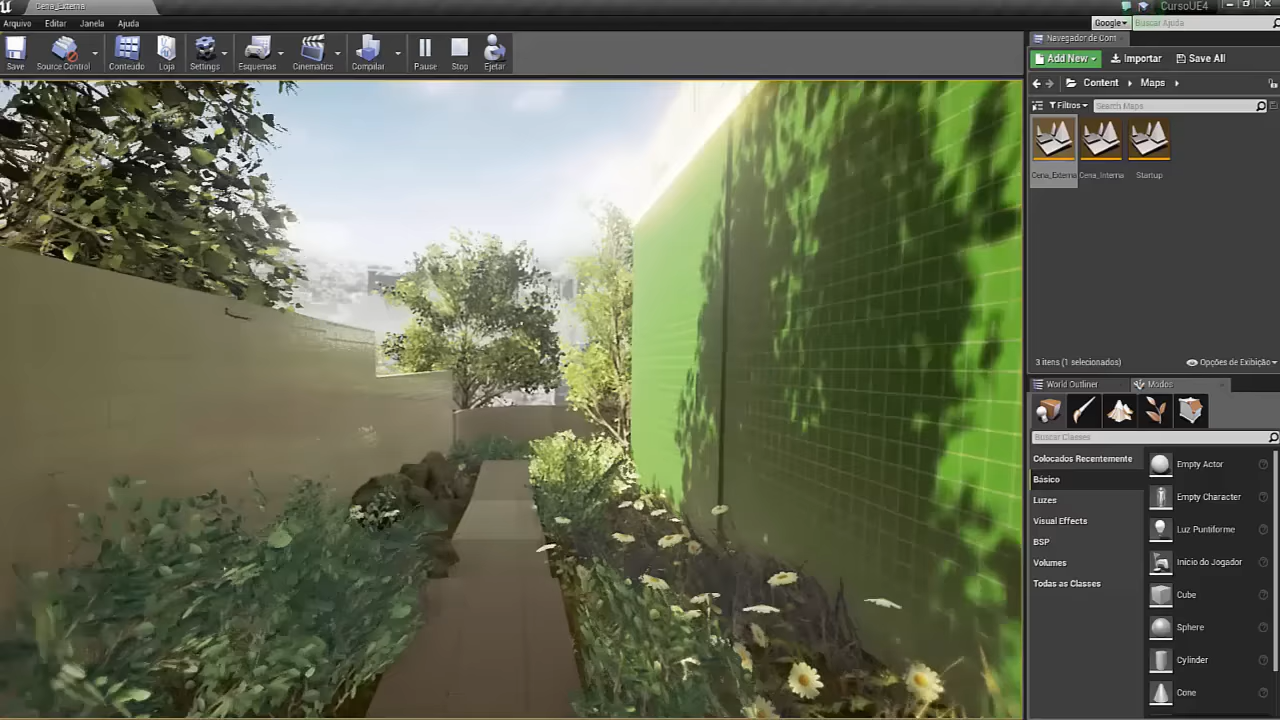 Cena_Externa
CursoUE4
Arquivo Editar Janela Ajuda
Google Buscar Ajuda
Save Source Control Conteúdo Loja Settings Esquemas Cinematics Compilar Pause Stop Ejetar
Navegador de Cont
Add New Importar Save All
Content Maps
Filtros Search Maps
Cena_Externa Cena_Interna Startup
3 itens (1 selecionados) Opções de Exibição
World Outliner Modos
Buscar Classes
Colocados Recentemente
Básico
Luzes
Visual Effects
BSP
Volumes
Todas as Classes
Empty Actor
Empty Character
Luz Puntiforme
Início do Jogador
Cube
Sphere
Cylinder
Cone